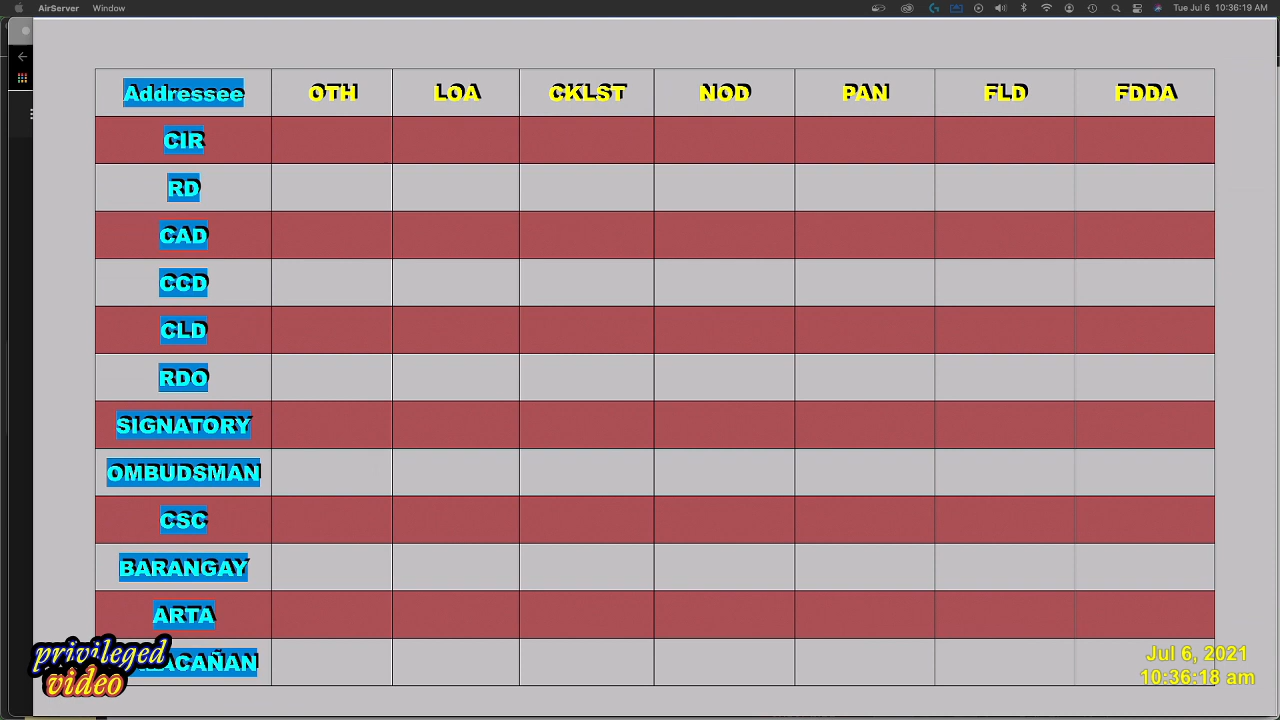 AirServer Window Tue Jul 6 10:36:19 AM
Addressee OTH LOA CKLST NOD PAN FLD FDDA
CIR
RD
CAD
CCD
CLD
RDO
SIGNATORY
OMBUDSMAN
CSC
BARANGAY
ARTA
privileged
video
Jul 6, 2021
10:36:18 am